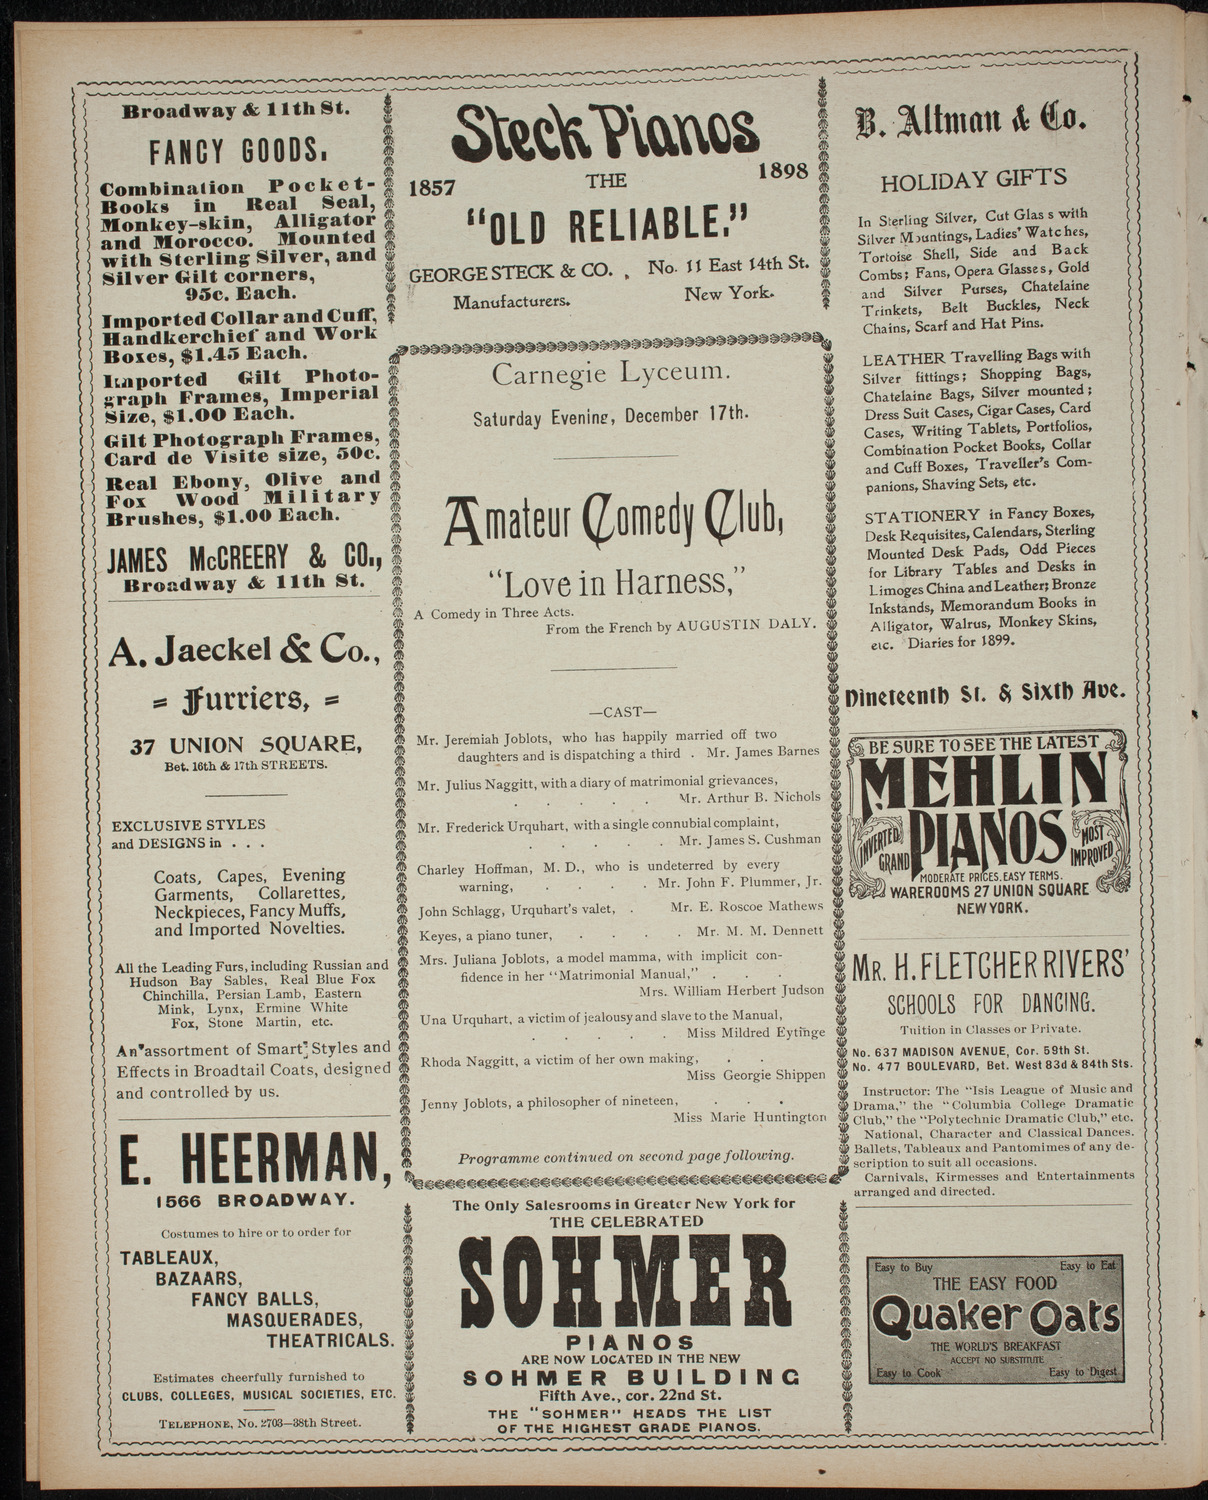 Broadway & 11th St.
FANCY GOODS.
Combination Pocket-
Books in Real Seal,
Monkey-skin, Alligator
and Morocco. Mounted
with Sterling Silver, and
Silver Gilt corners,
95c. Each.
Imported Collar and Cuff,
Handkerchief and Work
Boxes, $1.45 Each.
Imported Gilt Photo-
graph Frames, Imperial
Size, $1.00 Each.
Gilt Photograph Frames,
Card de Visite size, 50c.
Real Ebony, Olive and
Fox Wood Military
Brushes, $1.00 Each.
JAMES McCREERY & CO.,
Broadway & 11th St.
A. Jaeckel & Co.,
= Furriers, =
37 UNION SQUARE,
Bet. 16th & 17th STREETS.
EXCLUSIVE STYLES
and DESIGNS in . . .
Coats, Capes, Evening
Garments, Collarettes,
Neckpieces, Fancy Muffs,
and Imported Novelties.
All the Leading Furs, including Russian and
Hudson Bay Sables, Real Blue Fox
Chinchilla, Persian Lamb, Eastern
Mink, Lynx, Ermine White
Fox, Stone Martin, etc.
An assortment of Smart Styles and
Effects in Broadtail Coats, designed
and controlled by us.
E. HEERMAN,
1566 BROADWAY.
Costumes to hire or to order for
TABLEAUX,
BAZAARS,
FANCY BALLS,
MASQUERADES,
THEATRICALS.
Estimates cheerfully furnished to
CLUBS, COLLEGES, MUSICAL SOCIETIES, ETC.
TELEPHONE, No. 2703—38th Street.
Steck Pianos
1857 THE 1898
"OLD RELIABLE."
GEORGE STECK & CO. , No. 11 East 14th St.
Manufacturers. New York.
Carnegie Lyceum.
Saturday Evening, December 17th.
Amateur Comedy Club,
"Love in Harness,"
A Comedy in Three Acts.
From the French by AUGUSTIN DALY.
—CAST—
Mr. Jeremiah Joblots, who has happily married off two
daughters and is dispatching a third . Mr. James Barnes
Mr. Julius Naggitt, with a diary of matrimonial grievances,
. . . . . Mr. Arthur B. Nichols
Mr. Frederick Urquhart, with a single connubial complaint,
. . . . . Mr. James S. Cushman
Charley Hoffman, M. D., who is undeterred by every
warning, . . . . Mr. John F. Plummer, Jr.
John Schlagg, Urquhart's valet, . Mr. E. Roscoe Mathews
Keyes, a piano tuner, . . . . Mr. M. M. Dennett
Mrs. Juliana Joblots, a model mamma, with implicit con-
fidence in her "Matrimonial Manual," . . .
Mrs. William Herbert Judson
Una Urquhart, a victim of jealousy and slave to the Manual,
. . . . . Miss Mildred Eytinge
Rhoda Naggitt, a victim of her own making, . .
Miss Georgie Shippen
Jenny Joblots, a philosopher of nineteen, . . .
Miss Marie Huntington
Programme continued on second page following.
The Only Salesrooms in Greater New York for
THE CELEBRATED
SOHMER
PIANOS
ARE NOW LOCATED IN THE NEW
SOHMER BUILDING
Fifth Ave., cor. 22nd St.
THE "SOHMER" HEADS THE LIST
OF THE HIGHEST GRADE PIANOS.
B. Altman & Co.
HOLIDAY GIFTS
In Sterling Silver, Cut Glass with
Silver Mountings, Ladies' Watches,
Tortoise Shell, Side and Back
Combs; Fans, Opera Glasses, Gold
and Silver Purses, Chatelaine
Trinkets, Belt Buckles, Neck
Chains, Scarf and Hat Pins.
LEATHER Travelling Bags with
Silver fittings; Shopping Bags,
Chatelaine Bags, Silver mounted;
Dress Suit Cases, Cigar Cases, Card
Cases, Writing Tablets, Portfolios,
Combination Pocket Books, Collar
and Cuff Boxes, Traveller's Com-
panions, Shaving Sets, etc.
STATIONERY in Fancy Boxes,
Desk Requisites, Calendars, Sterling
Mounted Desk Pads, Odd Pieces
for Library Tables and Desks in
Limoges China and Leather; Bronze
Inkstands, Memorandum Books in
Alligator, Walrus, Monkey Skins,
etc. Diaries for 1899.
Nineteenth St. & Sixth Ave.
BE SURE TO SEE THE LATEST
MEHLIN
PIANOS
INVERTED GRAND
MOST IMPROVED
MODERATE PRICES. EASY TERMS.
WAREROOMS 27 UNION SQUARE
NEW YORK.
MR. H. FLETCHER RIVERS'
SCHOOLS FOR DANCING.
Tuition in Classes or Private.
No. 637 MADISON AVENUE, Cor. 59th St.
No. 477 BOULEVARD, Bet. West 83d & 84th Sts.
Instructor: The "Isis League of Music and
Drama," the "Columbia College Dramatic
Club," the "Polytechnic Dramatic Club," etc.
National, Character and Classical Dances.
Ballets, Tableaux and Pantomimes of any de-
scription to suit all occasions.
Carnivals, Kirmesses and Entertainments
arranged and directed.
Easy to Buy Easy to Eat
THE EASY FOOD
Quaker Oats
THE WORLD'S BREAKFAST
ACCEPT NO SUBSTITUTE
Easy to Cook Easy to Digest